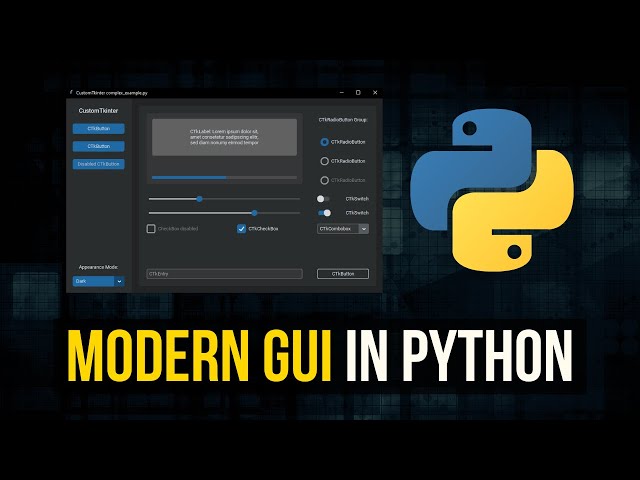 CustomTkinter complex_example.py
CustomTkinter
CTkButton
CTkButton
Disabled CTkButton
Appearance Mode:
Dark
CTkLabel: Lorem ipsum dolor sit,
amet consetetur sadipscing elitr,
sed diam nonumy eirmod tempor
CheckBox disabled
CTkCheckBox
CTkEntry
CTkRadioButton Group:
CTkRadioButton
CTkRadioButton
CTkRadioButton
CTkSwitch
CTkSwitch
CTkCombobox
CTkButton
MODERN GUI IN PYTHON